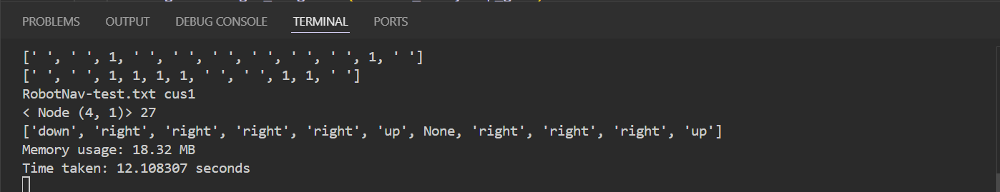 PROBLEMS OUTPUT DEBUG CONSOLE TERMINAL PORTS
[' ', ' ', 1, ' ', ' ', ' ', ' ', ' ', ' ', 1, ' ']
[' ', ' ', 1, 1, 1, 1, ' ', ' ', 1, 1, ' ']
RobotNav-test.txt cus1
< Node (4, 1)> 27
['down', 'right', 'right', 'right', 'right', 'up', None, 'right', 'right', 'right', 'up']
Memory usage: 18.32 MB
Time taken: 12.108307 seconds